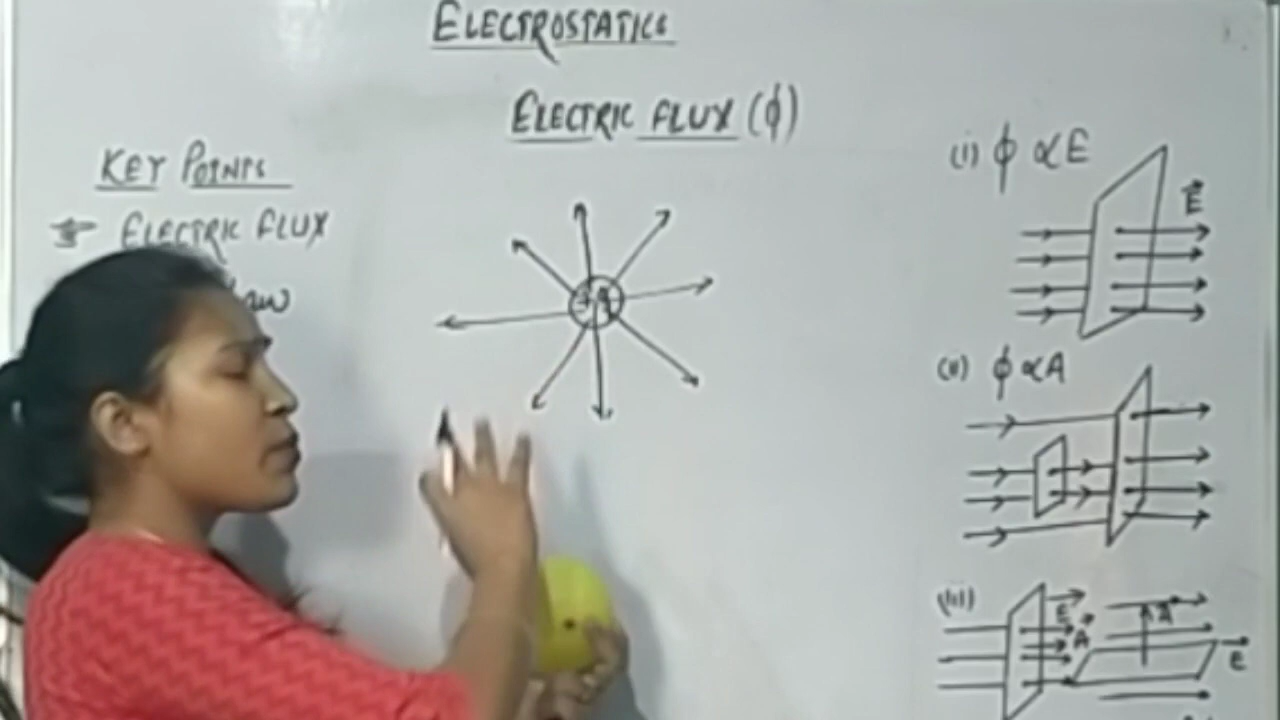 ELECTROSTATICS
ELECTRIC FLUX (ϕ)
KEY POINTS
☞ ELECTRIC FLUX
(i) ϕ ∝ E
E
(ii) ϕ ∝ A
(iii)
E
A
A
E